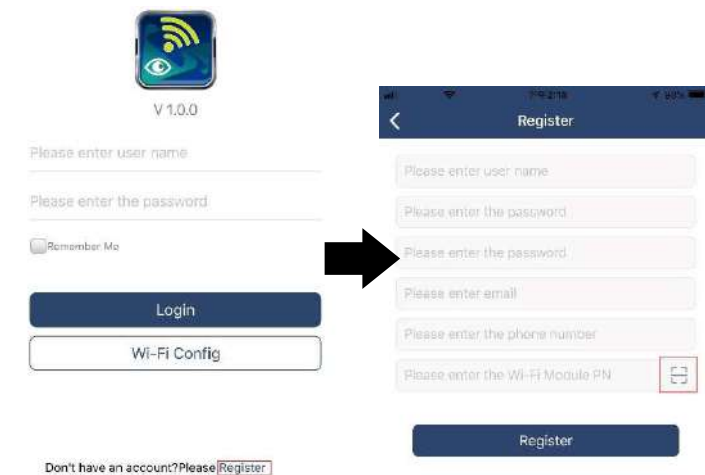 V 1.0.0
Please enter user name
Please enter the password
Remember Me
Login
Wi-Fi Config
Don't have an account?Please Register
Register
Please enter user name
Please enter the password
Please enter the password
Please enter email
Please enter the phone number
Please enter the Wi-Fi Module PN
Register